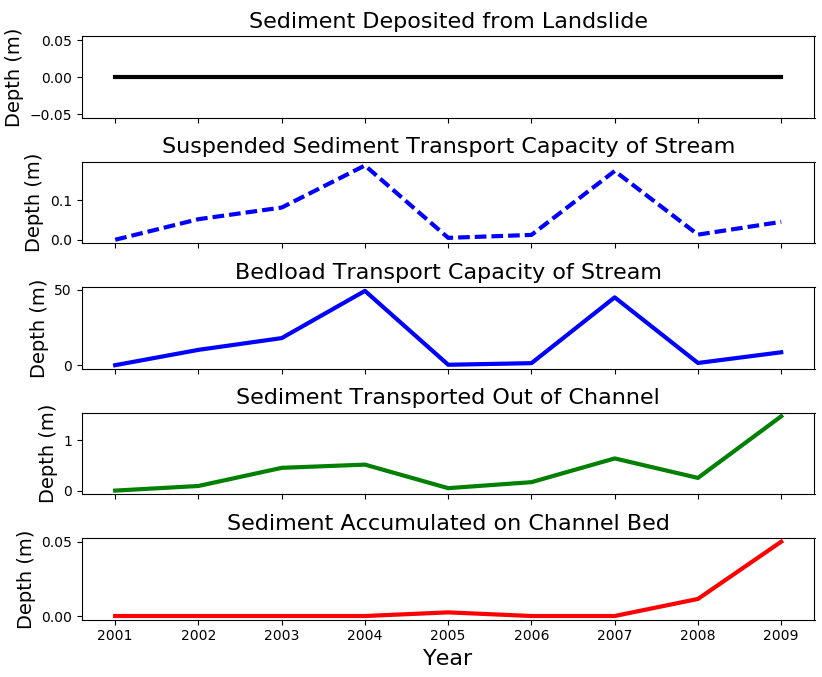 Sediment Deposited from Landslide
Depth (m)
0.05
0.00
−0.05
Suspended Sediment Transport Capacity of Stream
Depth (m)
0.1
0.0
Bedload Transport Capacity of Stream
Depth (m)
50
0
Sediment Transported Out of Channel
Depth (m)
1
0
Sediment Accumulated on Channel Bed
Depth (m)
0.05
0.00
2001 2002 2003 2004 2005 2006 2007 2008 2009
Year